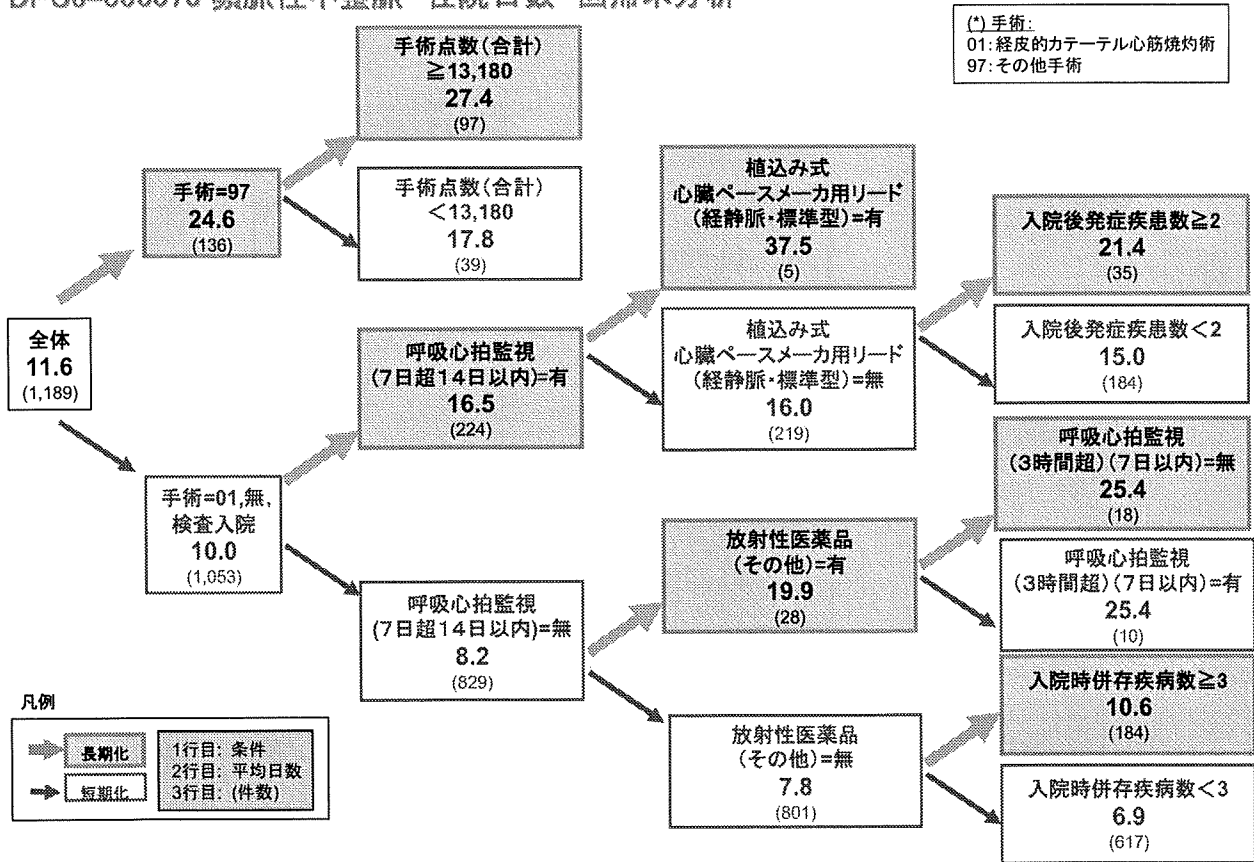 頻脈性不整脈
(*) 手術:
01:経皮的カテーテル心筋焼灼術
97:その他手術
全体
11.6
(1,189)
手術=97
24.6
(136)
手術=01,無,
検査入院
10.0
(1,053)
手術点数(合計)
≧13,180
27.4
(97)
手術点数(合計)
<13,180
17.8
(39)
呼吸心拍監視
(7日超14日以内)=有
16.5
(224)
呼吸心拍監視
(7日超14日以内)=無
8.2
(829)
植込み式
心臓ペースメーカ用リード
(経静脈・標準型)=有
37.5
(5)
植込み式
心臓ペースメーカ用リード
(経静脈・標準型)=無
16.0
(219)
放射性医薬品
(その他)=有
19.9
(28)
放射性医薬品
(その他)=無
7.8
(801)
入院後発症疾患数≧2
21.4
(35)
入院後発症疾患数<2
15.0
(184)
呼吸心拍監視
(3時間超)(7日以内)=無
25.4
(18)
呼吸心拍監視
(3時間超)(7日以内)=有
25.4
(10)
入院時併存疾病数≧3
10.6
(184)
入院時併存疾病数<3
6.9
(617)
凡例
長期化
短期化
1行目: 条件
2行目: 平均日数
3行目: (件数)